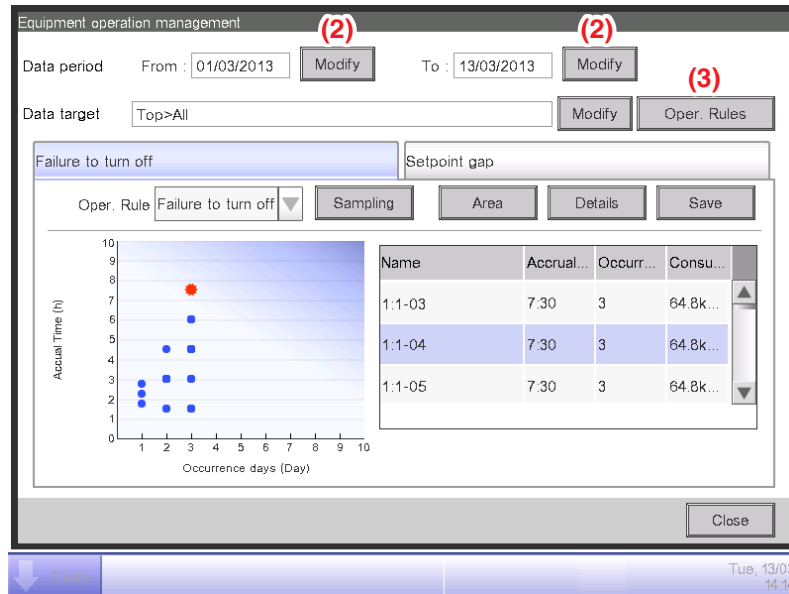 Equipment operation management
(2) (2)
Data period From : 01/03/2013 Modify To : 13/03/2013 Modify
(3)
Data target Top>All Modify Oper. Rules
Failure to turn off Setpoint gap
Oper. Rule Failure to turn off Sampling Area Details Save
10
9
8
7
6
5
4
3
2
1
0
Accual Time (h)
1 2 3 4 5 6 7 8 9 10
Occurrence days (Day)
Name Accrual... Occurr... Consu...
1:1-03 7:30 3 64.8k...
1:1-04 7:30 3 64.8k...
1:1-05 7:30 3 64.8k...
Close
Tue, 13/03
14:14